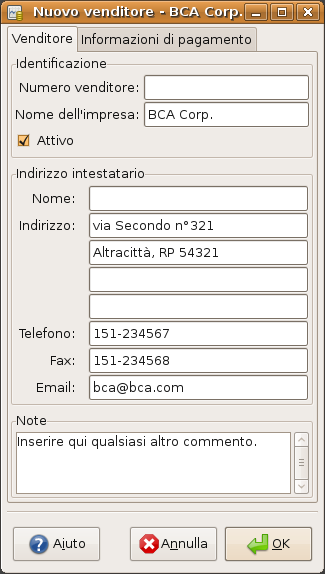 Nuovo venditore - BCA Corp.
Venditore Informazioni di pagamento
Identificazione
Numero venditore:
Nome dell'impresa: BCA Corp.
Attivo
Indirizzo intestatario
Nome:
Indirizzo: via Secondo n°321
Altracittà, RP 54321
Telefono: 151-234567
Fax: 151-234568
Email: bca@bca.com
Note
Inserire qui qualsiasi altro commento.
Aiuto Annulla OK